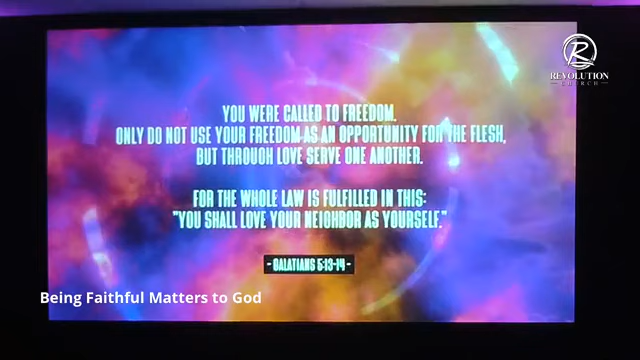 REVOLUTION
CHURCH
YOU WERE CALLED TO FREEDOM.
ONLY DO NOT USE YOUR FREEDOM AS AN OPPORTUNITY FOR THE FLESH,
BUT THROUGH LOVE SERVE ONE ANOTHER.
FOR THE WHOLE LAW IS FULFILLED IN THIS:
"YOU SHALL LOVE YOUR NEIGHBOR AS YOURSELF."
- GALATIANS 5:13-14 -
Being Faithful Matters to God